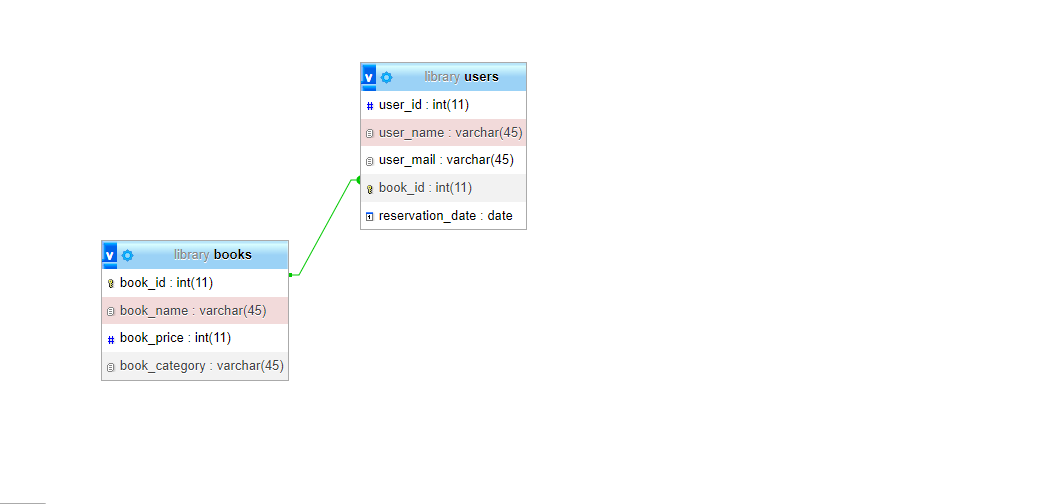 v library users
# user_id : int(11)
user_name : varchar(45)
user_mail : varchar(45)
book_id : int(11)
reservation_date : date
v library books
book_id : int(11)
book_name : varchar(45)
# book_price : int(11)
book_category : varchar(45)